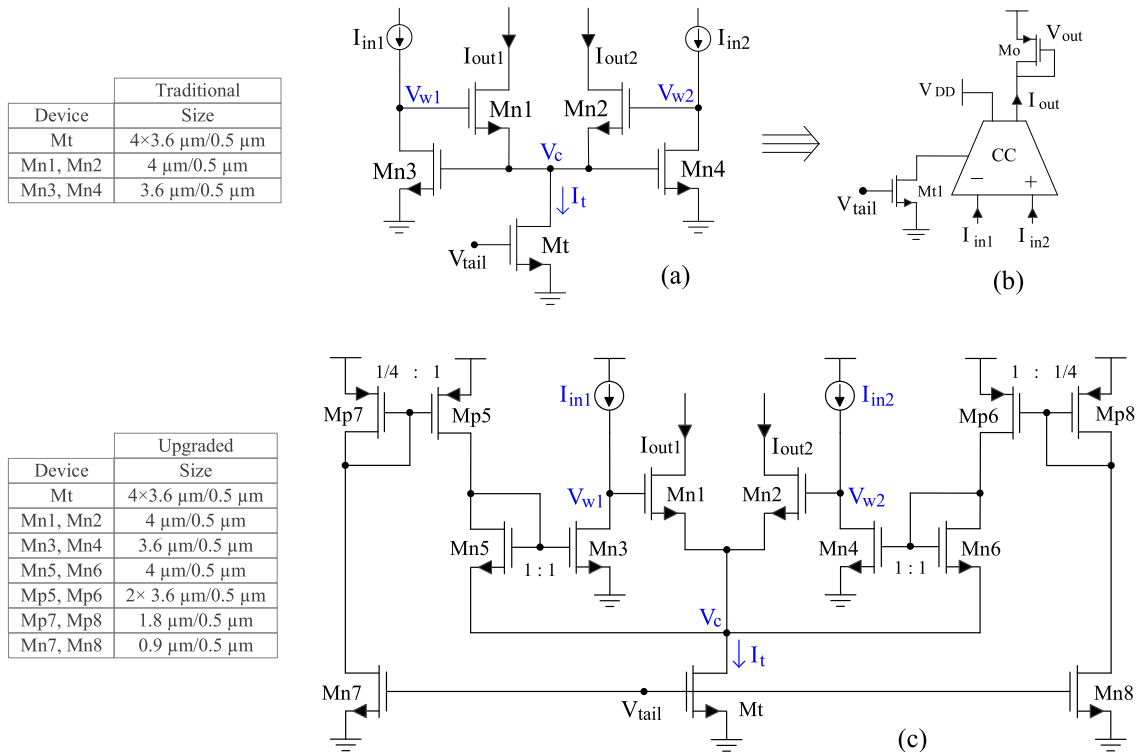 Traditional
Device Size
Mt 4×3.6 µm/0.5 µm
Mn1, Mn2 4 µm/0.5 µm
Mn3, Mn4 3.6 µm/0.5 µm
Iin1 Iout1 Iout2 Iin2
Vw1 Mn1 Mn2 Vw2
Mn3 Vc Mn4
It
Vtail Mt
(a)
Mo Vout
VDD Iout
CC
Vtail Mt1 − +
Iin1 Iin2
(b)
Upgraded
Device Size
Mt 4×3.6 µm/0.5 µm
Mn1, Mn2 4 µm/0.5 µm
Mn3, Mn4 3.6 µm/0.5 µm
Mn5, Mn6 4 µm/0.5 µm
Mp5, Mp6 2× 3.6 µm/0.5 µm
Mp7, Mp8 1.8 µm/0.5 µm
Mn7, Mn8 0.9 µm/0.5 µm
1/4 : 1 1 : 1/4
Mp7 Mp5 Iin1 Iin2 Mp6 Mp8
Iout1 Iout2
Vw1 Mn1 Mn2 Vw2
Mn5 Mn3 Mn4 Mn6
1 : 1 1 : 1
Vc
It
Mn7 Vtail Mt Mn8
(c)